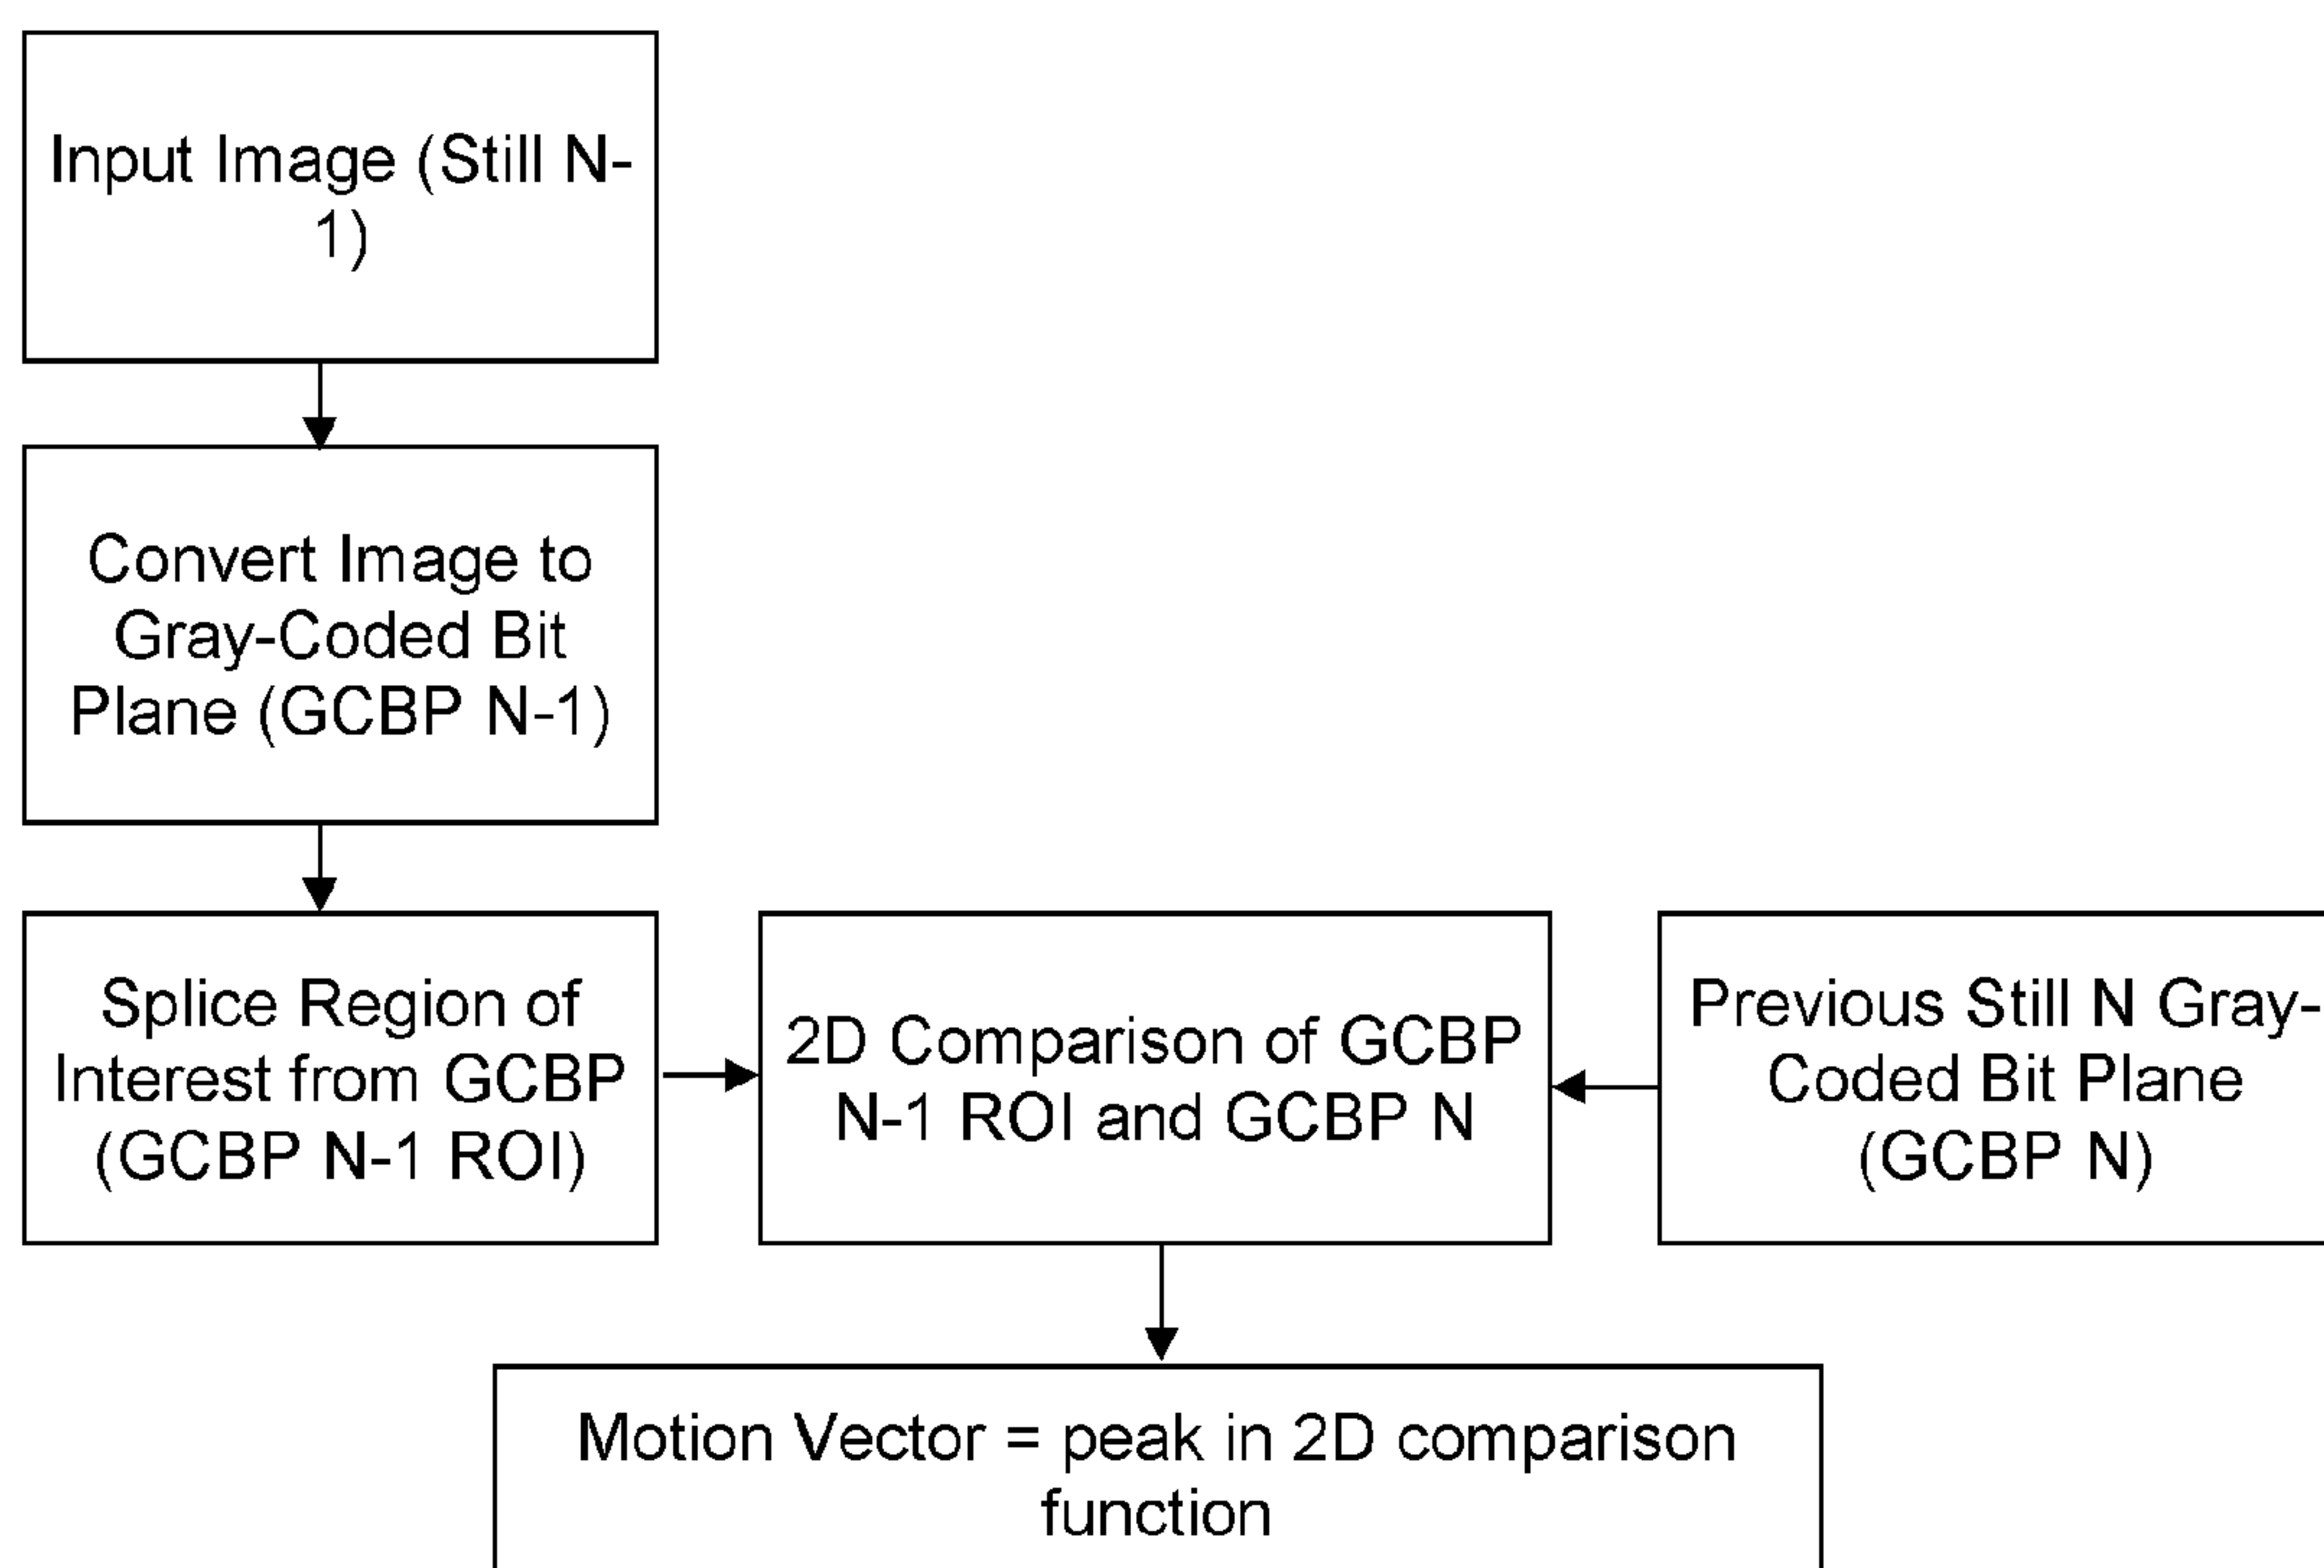 Input Image (Still N-
1)
Convert Image to
Gray-Coded Bit
Plane (GCBP N-1)
Splice Region of
Interest from GCBP
(GCBP N-1 ROI)
2D Comparison of GCBP
N-1 ROI and GCBP N
Previous Still N Gray-
Coded Bit Plane
(GCBP N)
Motion Vector = peak in 2D comparison
function